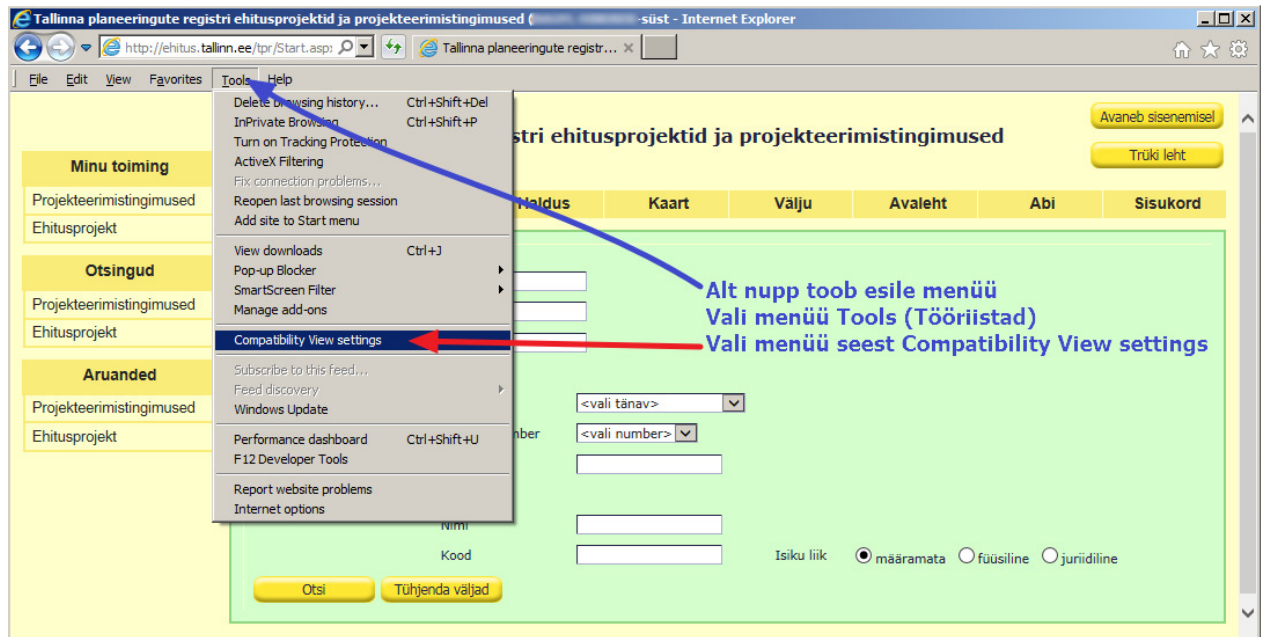 Tallinna planeeringute registri ehitusprojektid ja projekteerimistingimused ( -süst - Internet Explorer
http://ehitus.tallinn.ee/tpr/Start.asp:
Tallinna planeeringute registr...
File Edit View Favorites Tools Help
Delete browsing history... Ctrl+Shift+Del
InPrivate Browsing Ctrl+Shift+P
Turn on Tracking Protection
ActiveX Filtering
Fix connection problems...
Reopen last browsing session
Add site to Start menu
View downloads Ctrl+J
Pop-up Blocker
SmartScreen Filter
Manage add-ons
Compatibility View settings
Subscribe to this feed...
Feed discovery
Windows Update
Performance dashboard Ctrl+Shift+U
F12 Developer Tools
Report website problems
Internet options
stri ehitusprojektid ja projekteerimistingimused
Avaneb sisenemisel
Trüki leht
Minu toiming
Projekteerimistingimused
Ehitusprojekt
Otsingud
Projekteerimistingimused
Ehitusprojekt
Aruanded
Projekteerimistingimused
Ehitusprojekt
Haldus Kaart Välju Avaleht Abi Sisukord
Alt nupp toob esile menüü
Vali menüü Tools (Tööriistad)
Vali menüü seest Compatibility View settings
<vali tänav>
mber <vali number>
Nimi
Kood Isiku liik määramata füüsiline juriidiline
Otsi Tühjenda väljad